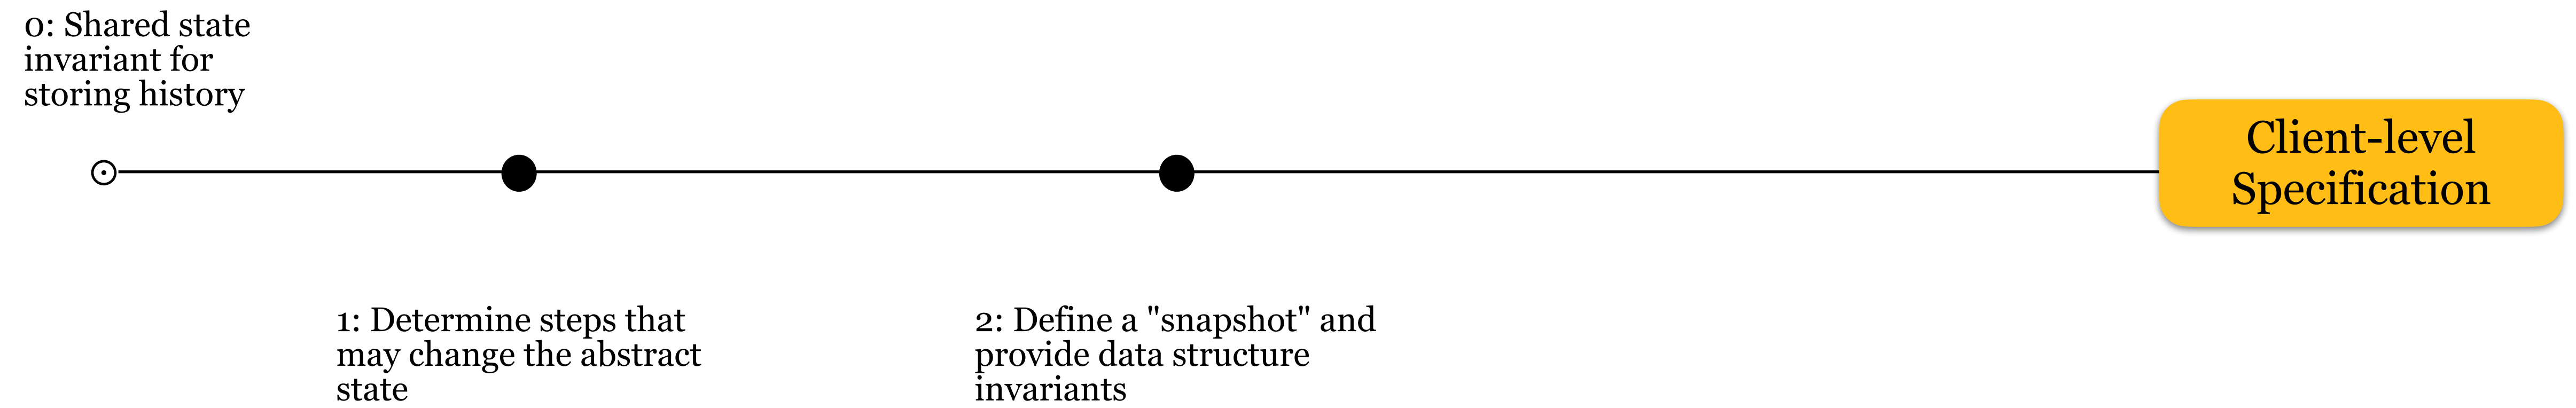 0: Shared state
invariant for
storing history
Client-level
Specification
1: Determine steps that
may change the abstract
state
2: Define a "snapshot" and
provide data structure
invariants